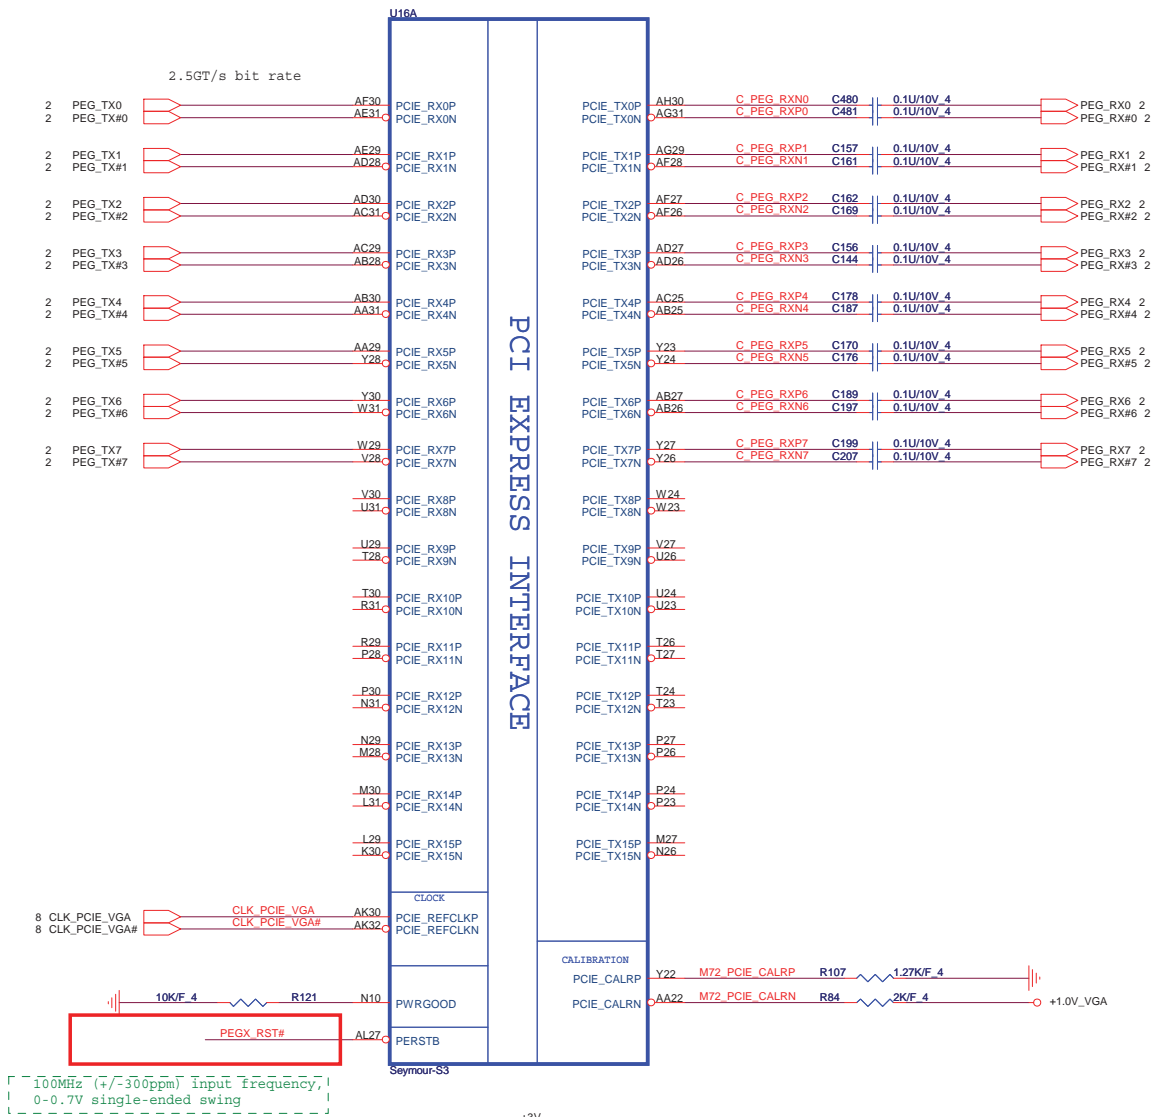 U16A
2.5GT/s bit rate
2 PEG_TX0 AF30 PCIE_RX0P PCIE_TX0P AH30 C_PEG_RXN0 C480 0.1U/10V_4 PEG_RX0 2
2 PEG_TX#0 AE31 PCIE_RX0N PCIE_TX0N AG31 C_PEG_RXP0 C481 0.1U/10V_4 PEG_RX#0 2
2 PEG_TX1 AE29 PCIE_RX1P PCIE_TX1P AG29 C_PEG_RXP1 C157 0.1U/10V_4 PEG_RX1 2
2 PEG_TX#1 AD28 PCIE_RX1N PCIE_TX1N AF28 C_PEG_RXN1 C161 0.1U/10V_4 PEG_RX#1 2
2 PEG_TX2 AD30 PCIE_RX2P PCIE_TX2P AF27 C_PEG_RXP2 C162 0.1U/10V_4 PEG_RX2 2
2 PEG_TX#2 AC31 PCIE_RX2N PCIE_TX2N AF26 C_PEG_RXN2 C169 0.1U/10V_4 PEG_RX#2 2
2 PEG_TX3 AC29 PCIE_RX3P PCIE_TX3P AD27 C_PEG_RXP3 C156 0.1U/10V_4 PEG_RX3 2
2 PEG_TX#3 AB28 PCIE_RX3N PCIE_TX3N AD26 C_PEG_RXN3 C144 0.1U/10V_4 PEG_RX#3 2
2 PEG_TX4 AB30 PCIE_RX4P PCIE_TX4P AC25 C_PEG_RXP4 C178 0.1U/10V_4 PEG_RX4 2
2 PEG_TX#4 AA31 PCIE_RX4N PCIE_TX4N AB25 C_PEG_RXN4 C187 0.1U/10V_4 PEG_RX#4 2
2 PEG_TX5 AA29 PCIE_RX5P PCIE_TX5P Y23 C_PEG_RXP5 C170 0.1U/10V_4 PEG_RX5 2
2 PEG_TX#5 Y28 PCIE_RX5N PCIE_TX5N Y24 C_PEG_RXN5 C176 0.1U/10V_4 PEG_RX#5 2
2 PEG_TX6 Y30 PCIE_RX6P PCIE_TX6P AB27 C_PEG_RXP6 C189 0.1U/10V_4 PEG_RX6 2
2 PEG_TX#6 W31 PCIE_RX6N PCIE_TX6N AB26 C_PEG_RXN6 C197 0.1U/10V_4 PEG_RX#6 2
2 PEG_TX7 W29 PCIE_RX7P PCIE_TX7P Y27 C_PEG_RXP7 C199 0.1U/10V_4 PEG_RX7 2
2 PEG_TX#7 V28 PCIE_RX7N PCIE_TX7N Y26 C_PEG_RXN7 C207 0.1U/10V_4 PEG_RX#7 2
PCI EXPRESS INTERFACE
V30 PCIE_RX8P PCIE_TX8P W24
U31 PCIE_RX8N PCIE_TX8N W23
U29 PCIE_RX9P PCIE_TX9P V27
T28 PCIE_RX9N PCIE_TX9N U26
T30 PCIE_RX10P PCIE_TX10P U24
R31 PCIE_RX10N PCIE_TX10N U23
R29 PCIE_RX11P PCIE_TX11P T26
P28 PCIE_RX11N PCIE_TX11N T27
P30 PCIE_RX12P PCIE_TX12P T24
N31 PCIE_RX12N PCIE_TX12N T23
N29 PCIE_RX13P PCIE_TX13P P27
M28 PCIE_RX13N PCIE_TX13N P26
M30 PCIE_RX14P PCIE_TX14P P24
L31 PCIE_RX14N PCIE_TX14N P23
L29 PCIE_RX15P PCIE_TX15P M27
K30 PCIE_RX15N PCIE_TX15N N26
CLOCK
8 CLK_PCIE_VGA CLK_PCIE_VGA AK30 PCIE_REFCLKP
8 CLK_PCIE_VGA# CLK_PCIE_VGA# AK32 PCIE_REFCLKN
CALIBRATION
PCIE_CALRP Y22 M72_PCIE_CALRP R107 1.27K/F_4
10K/F_4 R121 N10 PWRGOOD PCIE_CALRN AA22 M72_PCIE_CALRN R84 2K/F_4 +1.0V_VGA
PEGX_RST# AL27 PERSTB
Seymour-S3
100MHz (+/-300ppm) input frequency,
0-0.7V single-ended swing
+3V